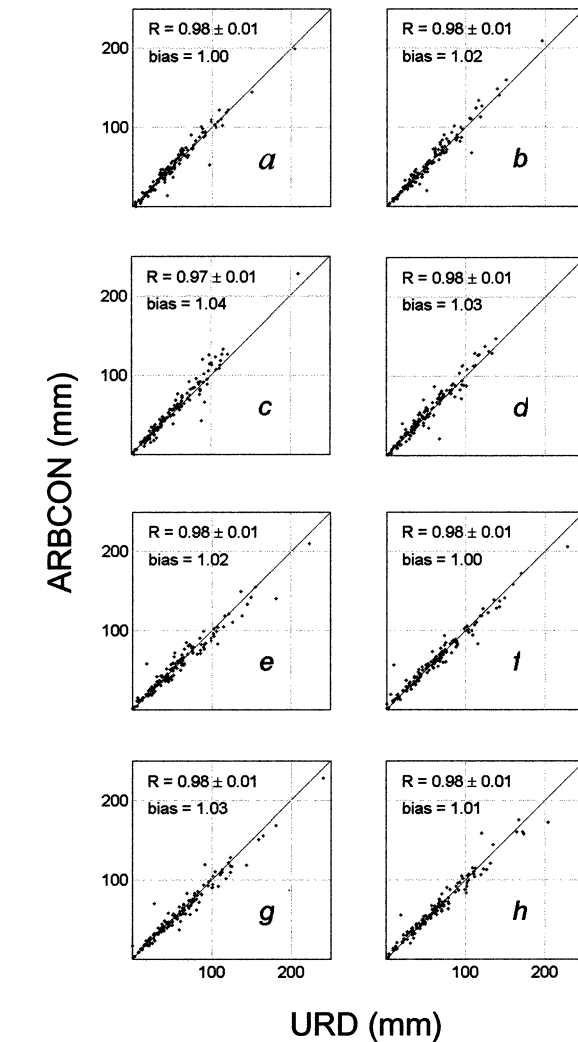 R = 0.98 ± 0.01
bias = 1.00
200
100
a
R = 0.98 ± 0.01
bias = 1.02
b
R = 0.97 ± 0.01
bias = 1.04
200
100
c
R = 0.98 ± 0.01
bias = 1.03
d
ARBCON (mm)
R = 0.98 ± 0.01
bias = 1.02
200
100
e
R = 0.98 ± 0.01
bias = 1.00
f
R = 0.98 ± 0.01
bias = 1.03
200
100
g
100
200
R = 0.98 ± 0.01
bias = 1.01
h
100
200
URD (mm)